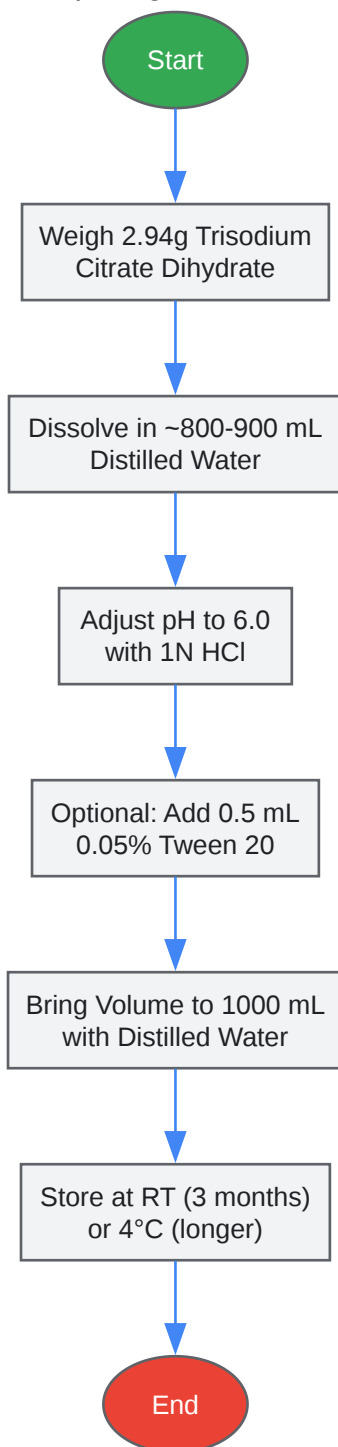 Start
Weigh 2.94g Trisodium
Citrate Dihydrate
Dissolve in ~800-900 mL
Distilled Water
Adjust pH to 6.0
with 1N HCl
Optional: Add 0.5 mL
0.05% Tween 20
Bring Volume to 1000 mL
with Distilled Water
Store at RT (3 months)
or 4°C (longer)
End